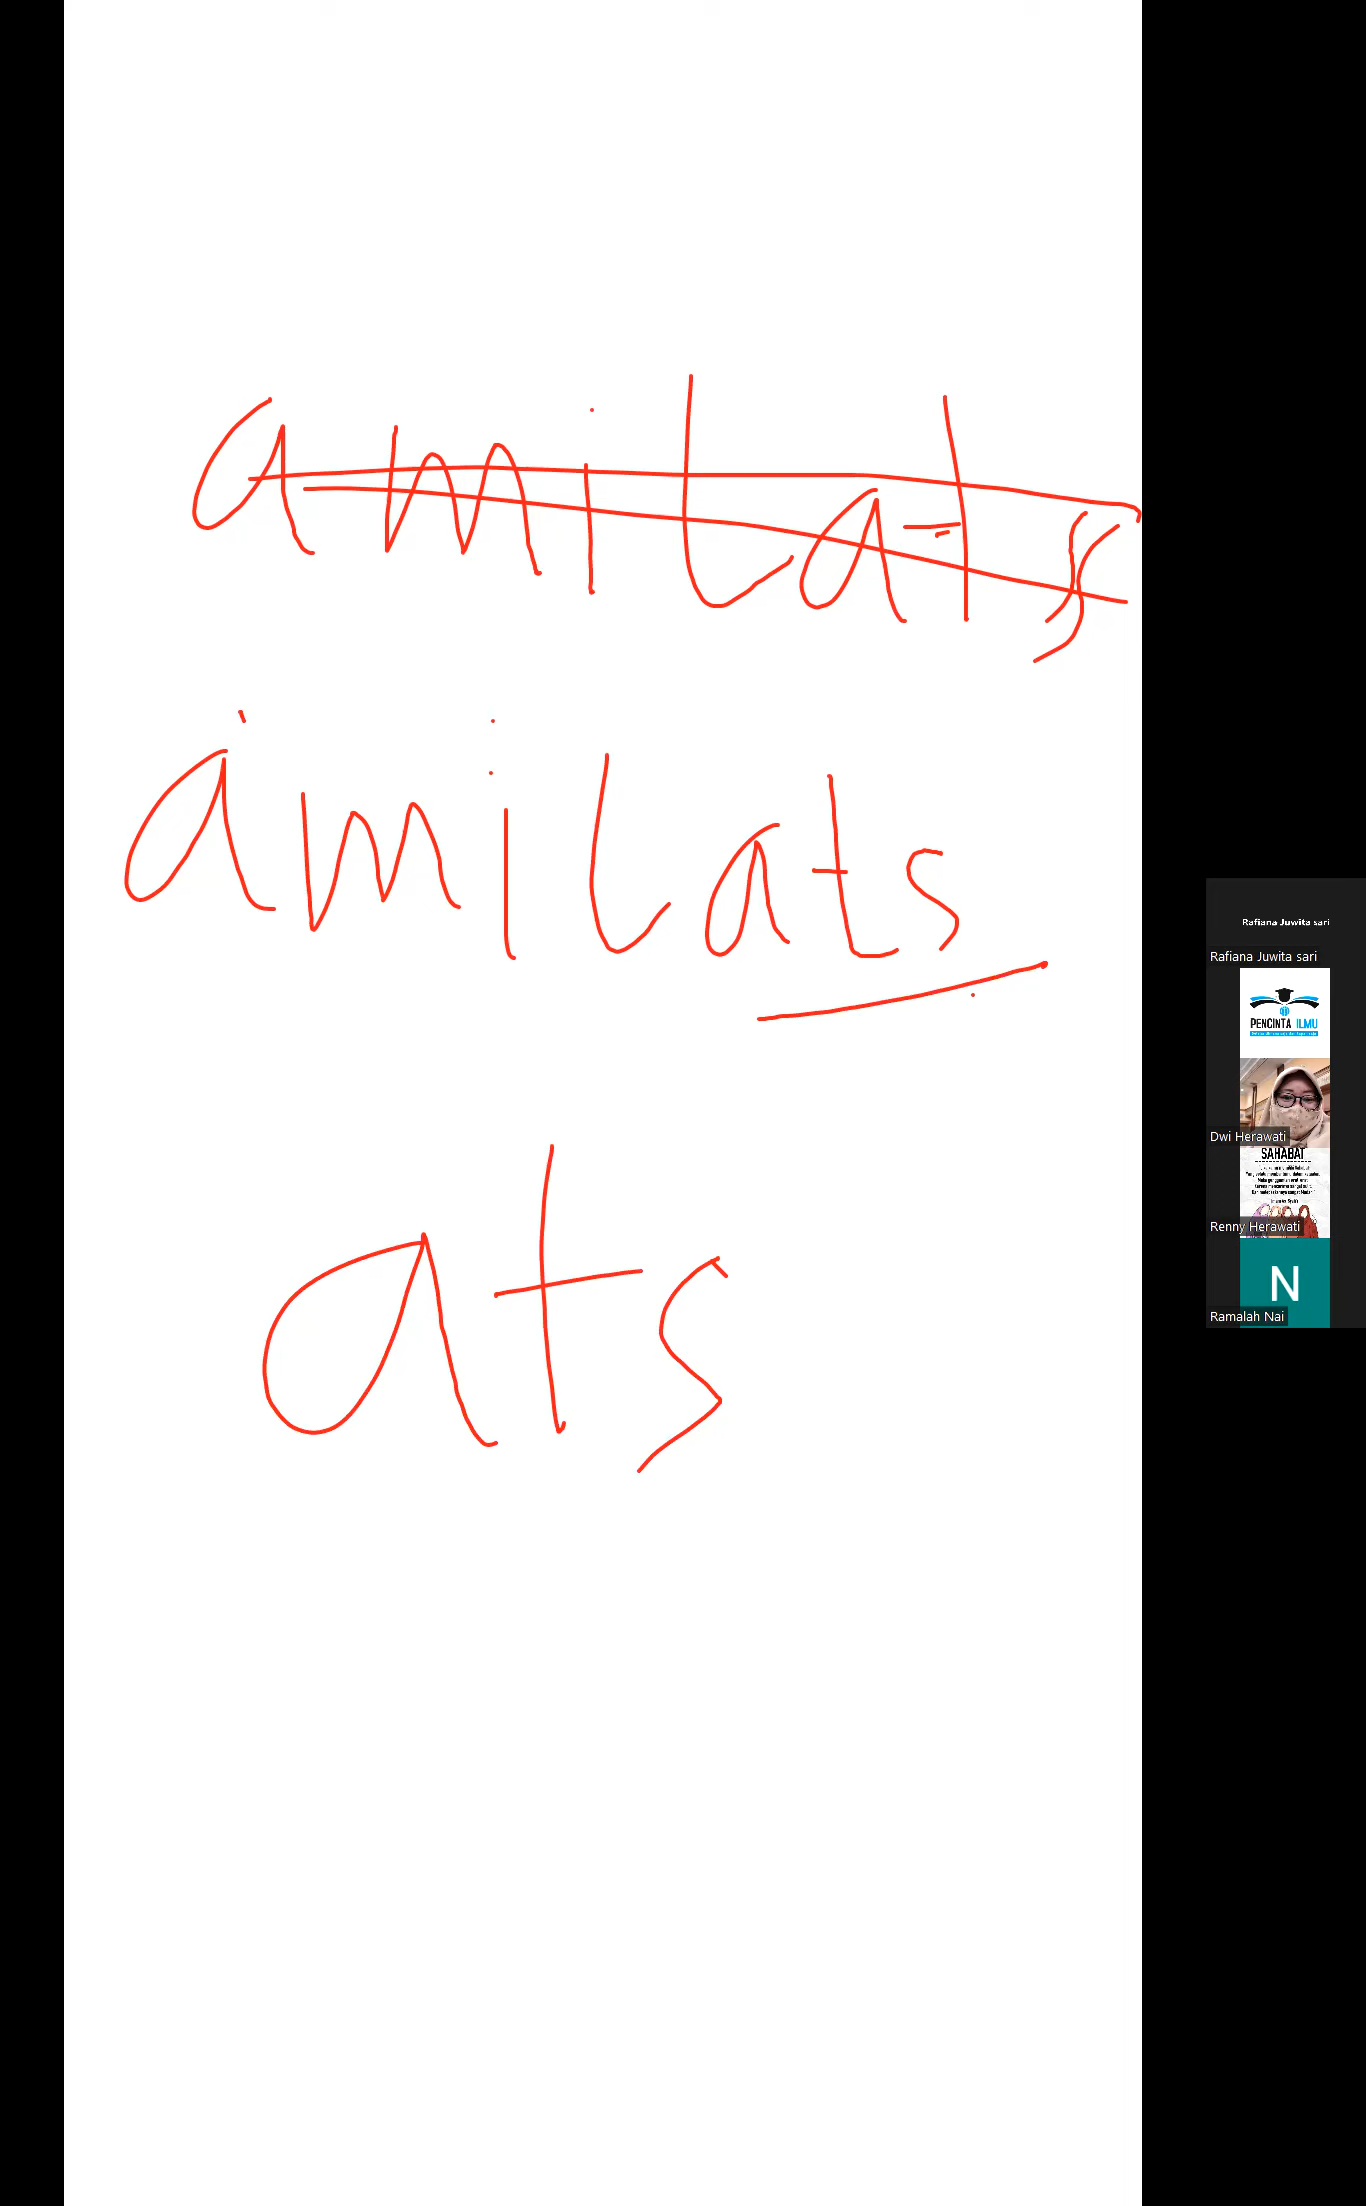 amilats
amilats
ats
Rafiana Juwita sari
Rafiana Juwita sari
PENCINTA ILMU
Dwi Herawati
SAHABAT
Renny Herawati
N
Ramalah Nai